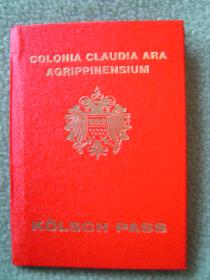 COLONIA CLAUDIA ARA
AGRIPPINENSIUM
KÖLSCH PASS